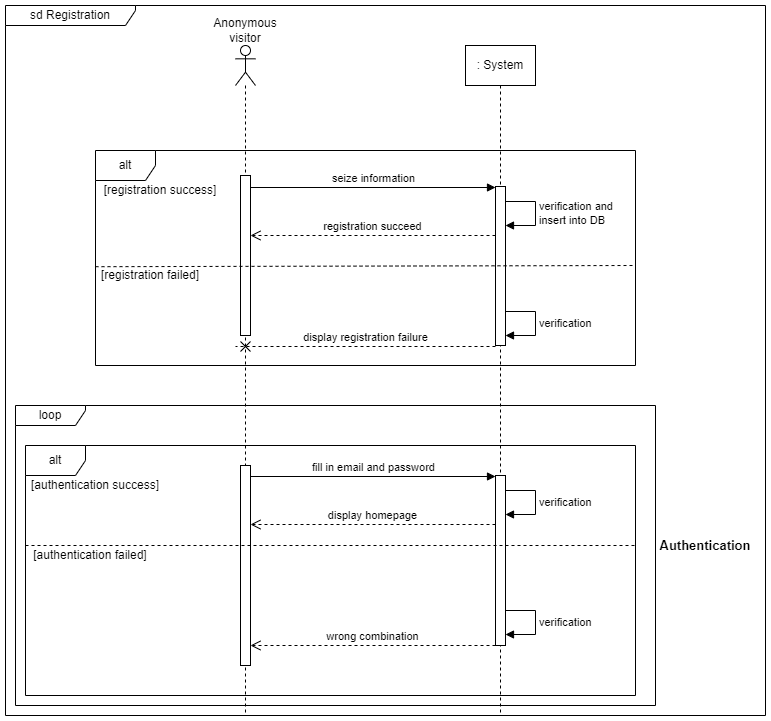 sd Registration
Anonymous
visitor
: System
alt
[registration success]
seize information
verification and
insert into DB
registration succeed
[registration failed]
verification
display registration failure
loop
alt
[authentication success]
fill in email and password
verification
display homepage
Authentication
[authentication failed]
verification
wrong combination